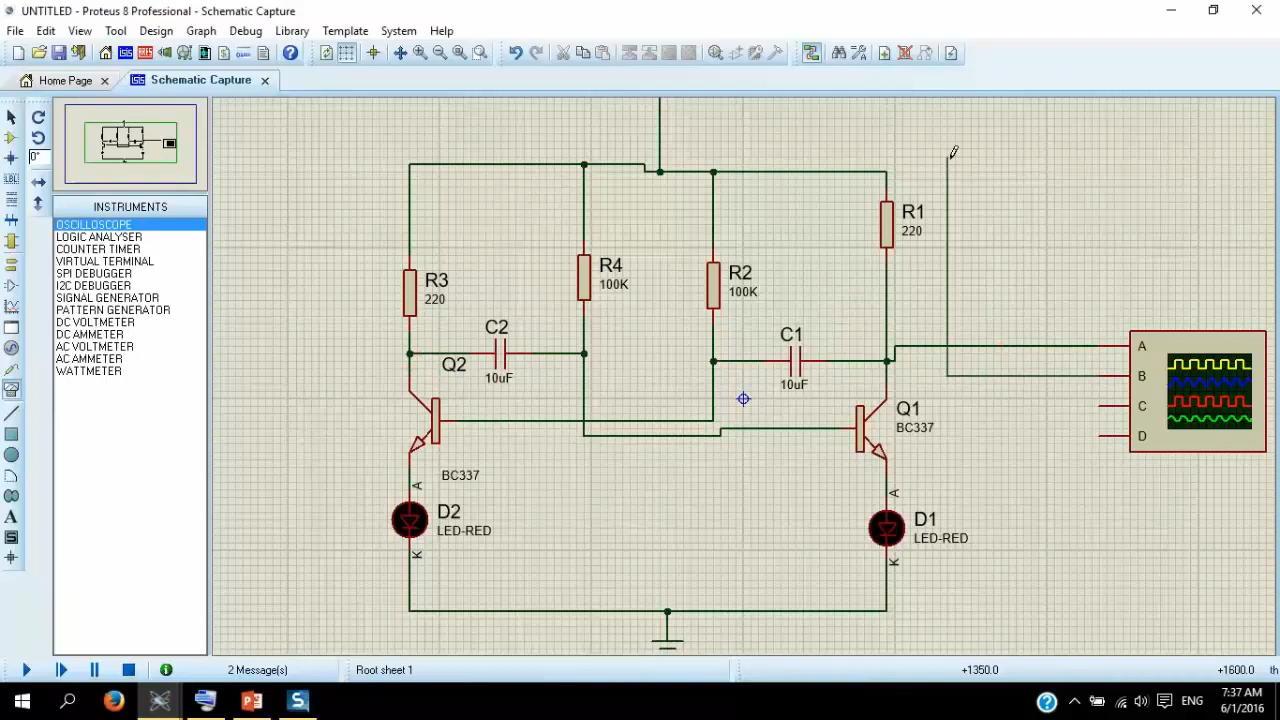 UNTITLED - Proteus 8 Professional - Schematic Capture
File Edit View Tool Design Graph Debug Library Template System Help
Home Page
Schematic Capture
0°
LBL
INSTRUMENTS
OSCILLOSCOPE
LOGIC ANALYSER
COUNTER TIMER
VIRTUAL TERMINAL
SPI DEBUGGER
I2C DEBUGGER
SIGNAL GENERATOR
PATTERN GENERATOR
DC VOLTMETER
DC AMMETER
AC VOLTMETER
AC AMMETER
WATTMETER
R1
220
R4
100K
R2
100K
R3
220
C2
10uF
C1
10uF
Q2
BC337
Q1
BC337
A
B
C
D
A
D2
LED-RED
K
A
D1
LED-RED
K
2 Message(s)
Root sheet 1
+1350.0
+1600.0
th
ENG
7:37 AM
6/1/2016